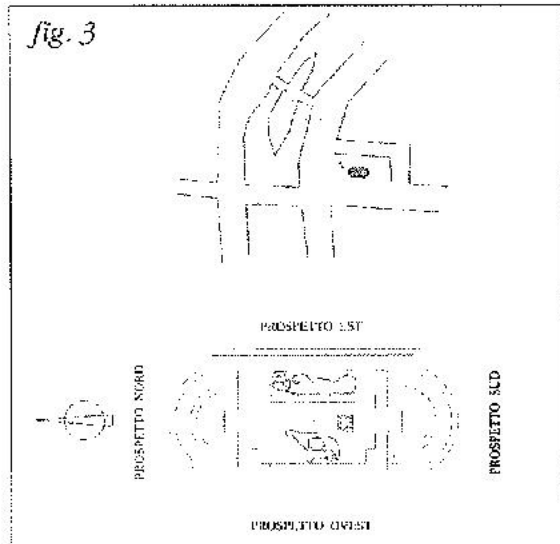 fig. 3
PROSPETTO EST
PROSPETTO NORD
PROSPETTO SUD
PROSPETTO OVEST